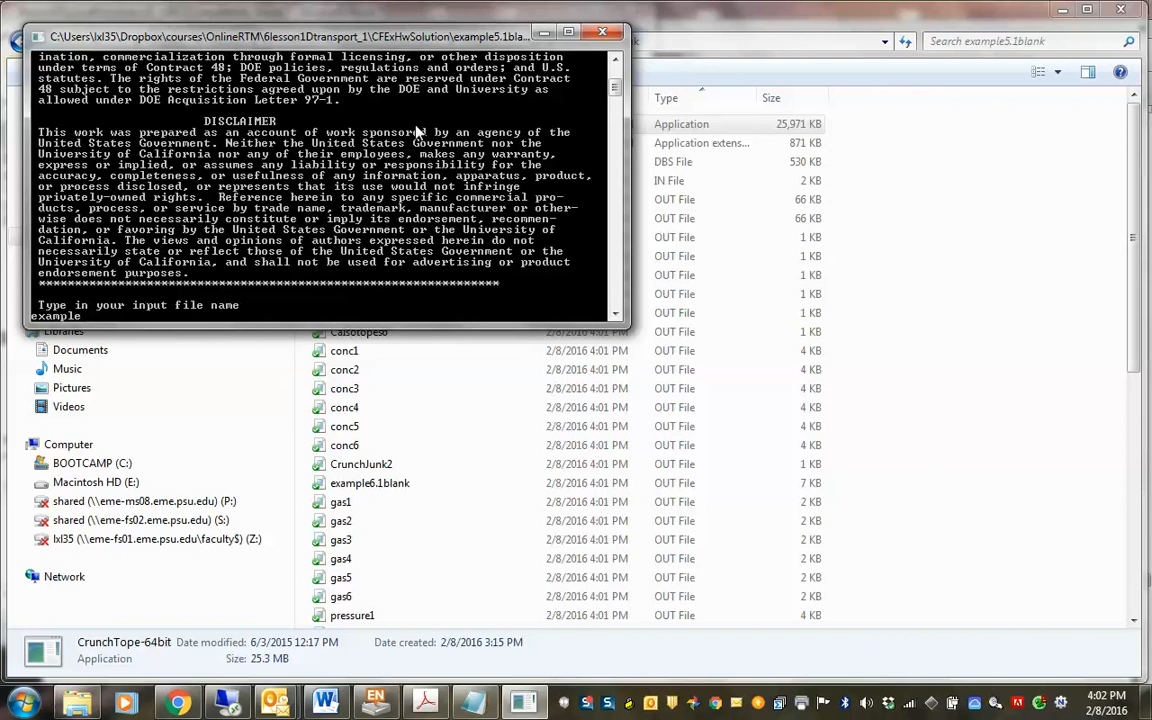 C:\Users\lxl35\Dropbox\courses\OnlineRTM\6lesson1Dtransport_1\CFExHwSolution\example5.1bla...
ination, commercialization through formal licensing, or other disposition
under terms of Contract 48; DOE policies, regulations and orders; and U.S.
statutes. The rights of the Federal Government are reserved under Contract
48 subject to the restrictions agreed upon by the DOE and University as
allowed under DOE Acquisition Letter 97-1.
DISCLAIMER
This work was prepared as an account of work sponsored by an agency of the
United States Government. Neither the United States Government nor the
University of California nor any of their employees, makes any warranty,
express or implied, or assumes any liability or responsibility for the
accuracy, completeness, or usefulness of any information, apparatus, product,
or process disclosed, or represents that its use would not infringe
privately-owned rights.  Reference herein to any specific commercial pro-
ducts, process, or service by trade name, trademark, manufacturer or other-
wise does not necessarily constitute or imply its endorsement, recommen-
dation, or favoring by the United States Government or the University of
California. The views and opinions of authors expressed herein do not
necessarily state or reflect those of the United States Government or the
University of California, and shall not be used for advertising or product
endorsement purposes.
****************************************************************
Type in your input file name
example
Search example5.1blank
Type Size
Application 25,971 KB
Application extens... 871 KB
DBS File 530 KB
IN File 2 KB
OUT File 66 KB
OUT File 66 KB
OUT File 1 KB
OUT File 1 KB
OUT File 1 KB
OUT File 1 KB
Libraries
Documents
Music
Pictures
Videos
Computer
BOOTCAMP (C:)
Macintosh HD (E:)
shared (\\eme-ms08.eme.psu.edu) (P:)
shared (\\eme-fs02.eme.psu.edu) (S:)
lxl35 (\\eme-fs01.eme.psu.edu\faculty$) (Z:)
Network
CaIsotopes6 2/8/2016 4:01 PM OUT File 1 KB
conc1 2/8/2016 4:01 PM OUT File 4 KB
conc2 2/8/2016 4:01 PM OUT File 4 KB
conc3 2/8/2016 4:01 PM OUT File 4 KB
conc4 2/8/2016 4:01 PM OUT File 4 KB
conc5 2/8/2016 4:01 PM OUT File 4 KB
conc6 2/8/2016 4:01 PM OUT File 4 KB
CrunchJunk2 2/8/2016 4:01 PM OUT File 1 KB
example6.1blank 2/8/2016 4:01 PM OUT File 7 KB
gas1 2/8/2016 4:01 PM OUT File 2 KB
gas2 2/8/2016 4:01 PM OUT File 2 KB
gas3 2/8/2016 4:01 PM OUT File 2 KB
gas4 2/8/2016 4:01 PM OUT File 2 KB
gas5 2/8/2016 4:01 PM OUT File 2 KB
gas6 2/8/2016 4:01 PM OUT File 2 KB
pressure1 2/8/2016 4:01 PM OUT File 4 KB
CrunchTope-64bit Date modified: 6/3/2015 12:17 PM Date created: 2/8/2016 3:15 PM
Application Size: 25.3 MB
4:02 PM
2/8/2016